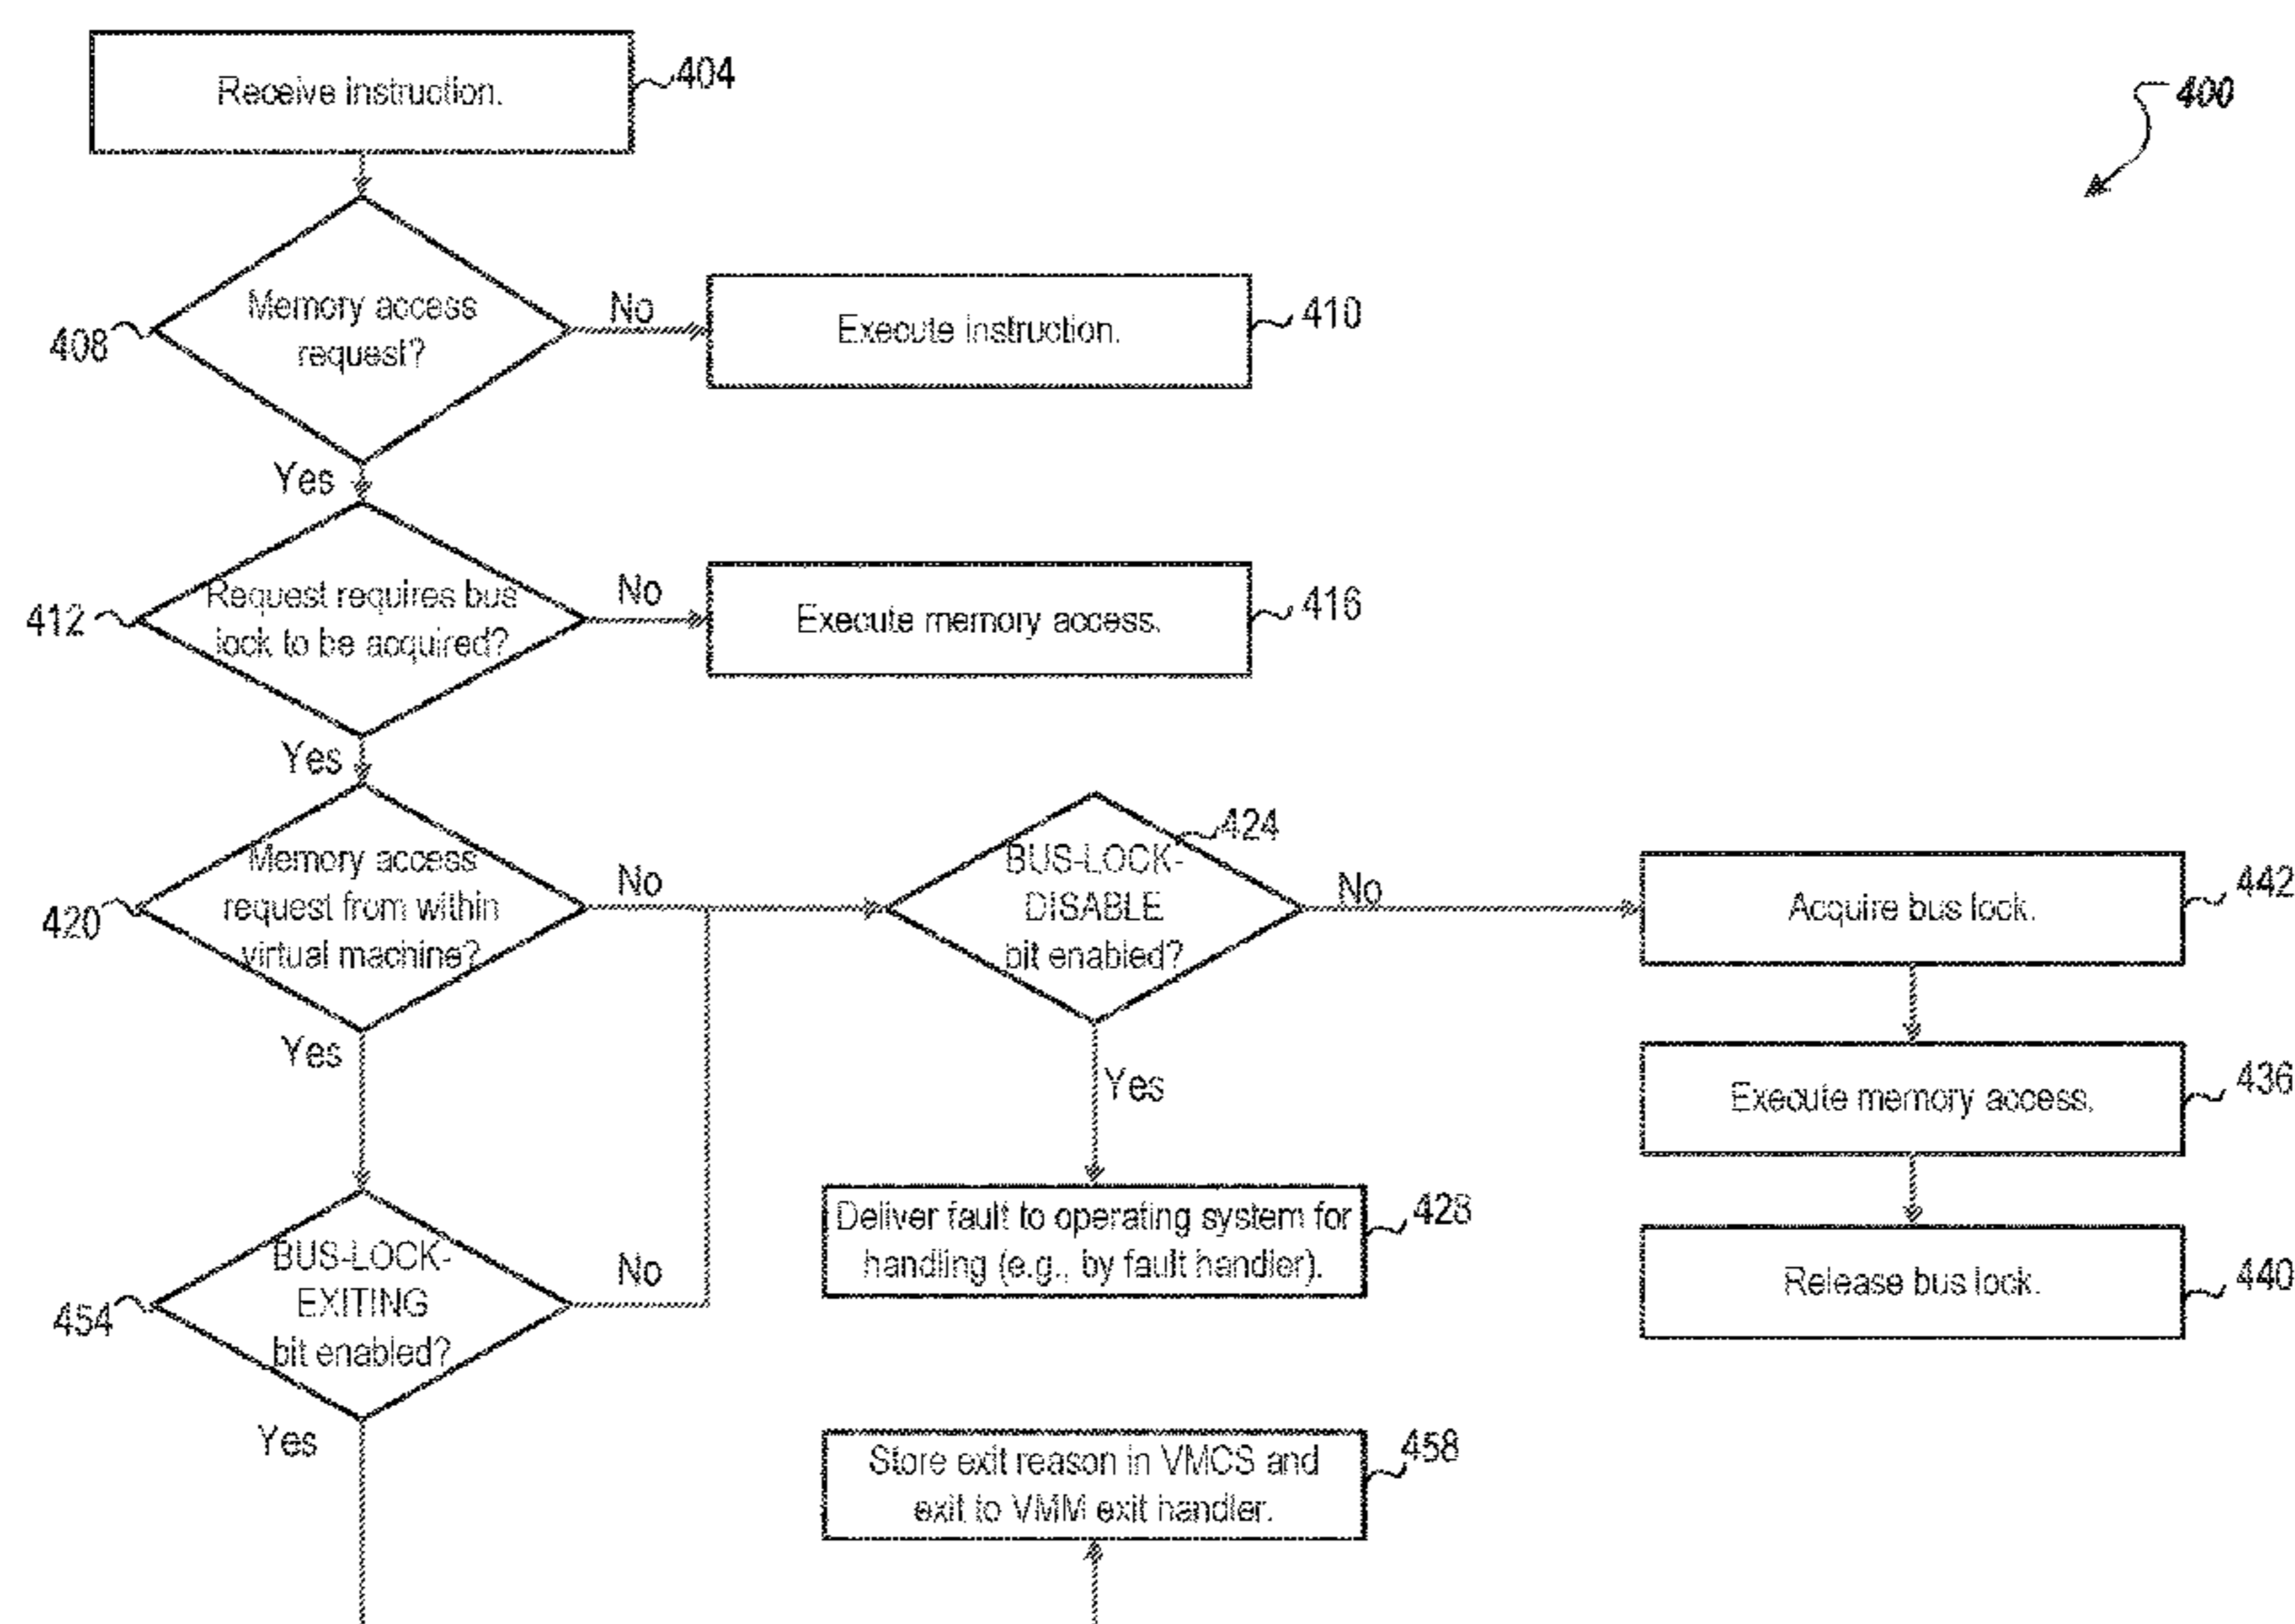 Receive instruction.
404
400
Memory access
request?
408
No
Execute instruction.
410
Yes
Request requires bus
lock to be acquired?
412
No
Execute memory access.
416
Yes
Memory access
request from within
virtual machine?
420
No
424
BUS-LOCK-
DISABLE
bit enabled?
No
Acquire bus lock.
442
Yes
Yes
Execute memory access.
436
Deliver fault to operating system for
handling (e.g., by fault handler).
428
Release bus lock.
440
BUS-LOCK-
EXITING
bit enabled?
454
No
Yes
Store exit reason in VMCS and
exit to VMM exit handler.
458